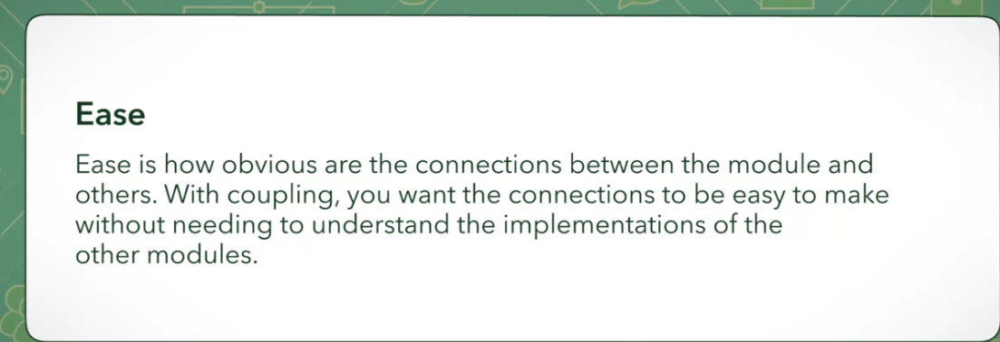 Ease
Ease is how obvious are the connections between the module and
others. With coupling, you want the connections to be easy to make
without needing to understand the implementations of the
other modules.